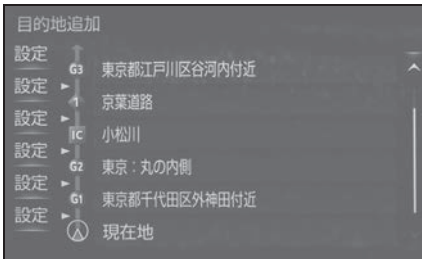 目的地追加
設定
G3 東京都江戸川区谷河内付近
設定
1 京葉道路
設定
IC 小松川
設定
G2 東京：丸の内側
設定
G1 東京都千代田区外神田付近
設定
現在地